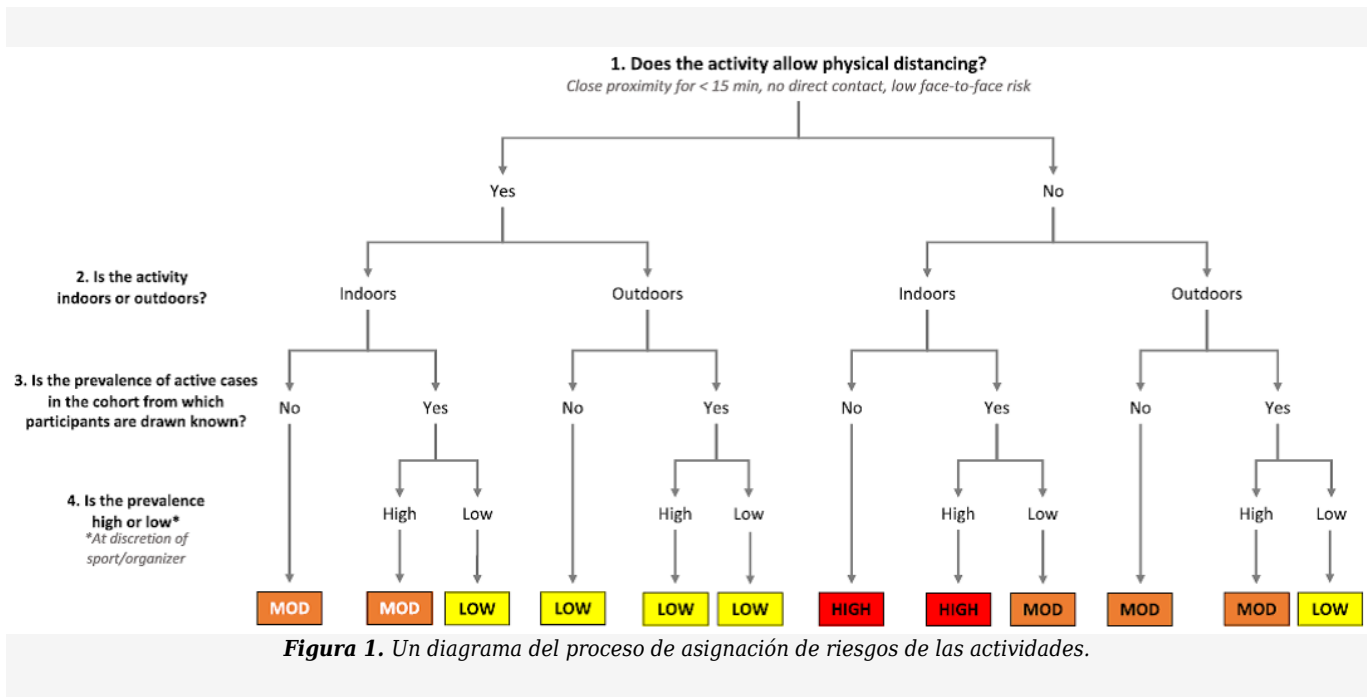 1. Does the activity allow physical distancing?
Close proximity for < 15 min, no direct contact, low face-to-face risk
Yes
No
2. Is the activity
indoors or outdoors?
Indoors
Outdoors
Indoors
Outdoors
3. Is the prevalence of active cases
in the cohort from which
participants are drawn known?
No
Yes
No
Yes
No
Yes
No
Yes
4. Is the prevalence
high or low*
*At discretion of
sport/organizer
High
Low
High
Low
High
Low
High
Low
MOD
MOD
LOW
LOW
LOW
LOW
HIGH
HIGH
MOD
MOD
MOD
LOW
Figura 1. Un diagrama del proceso de asignación de riesgos de las actividades.